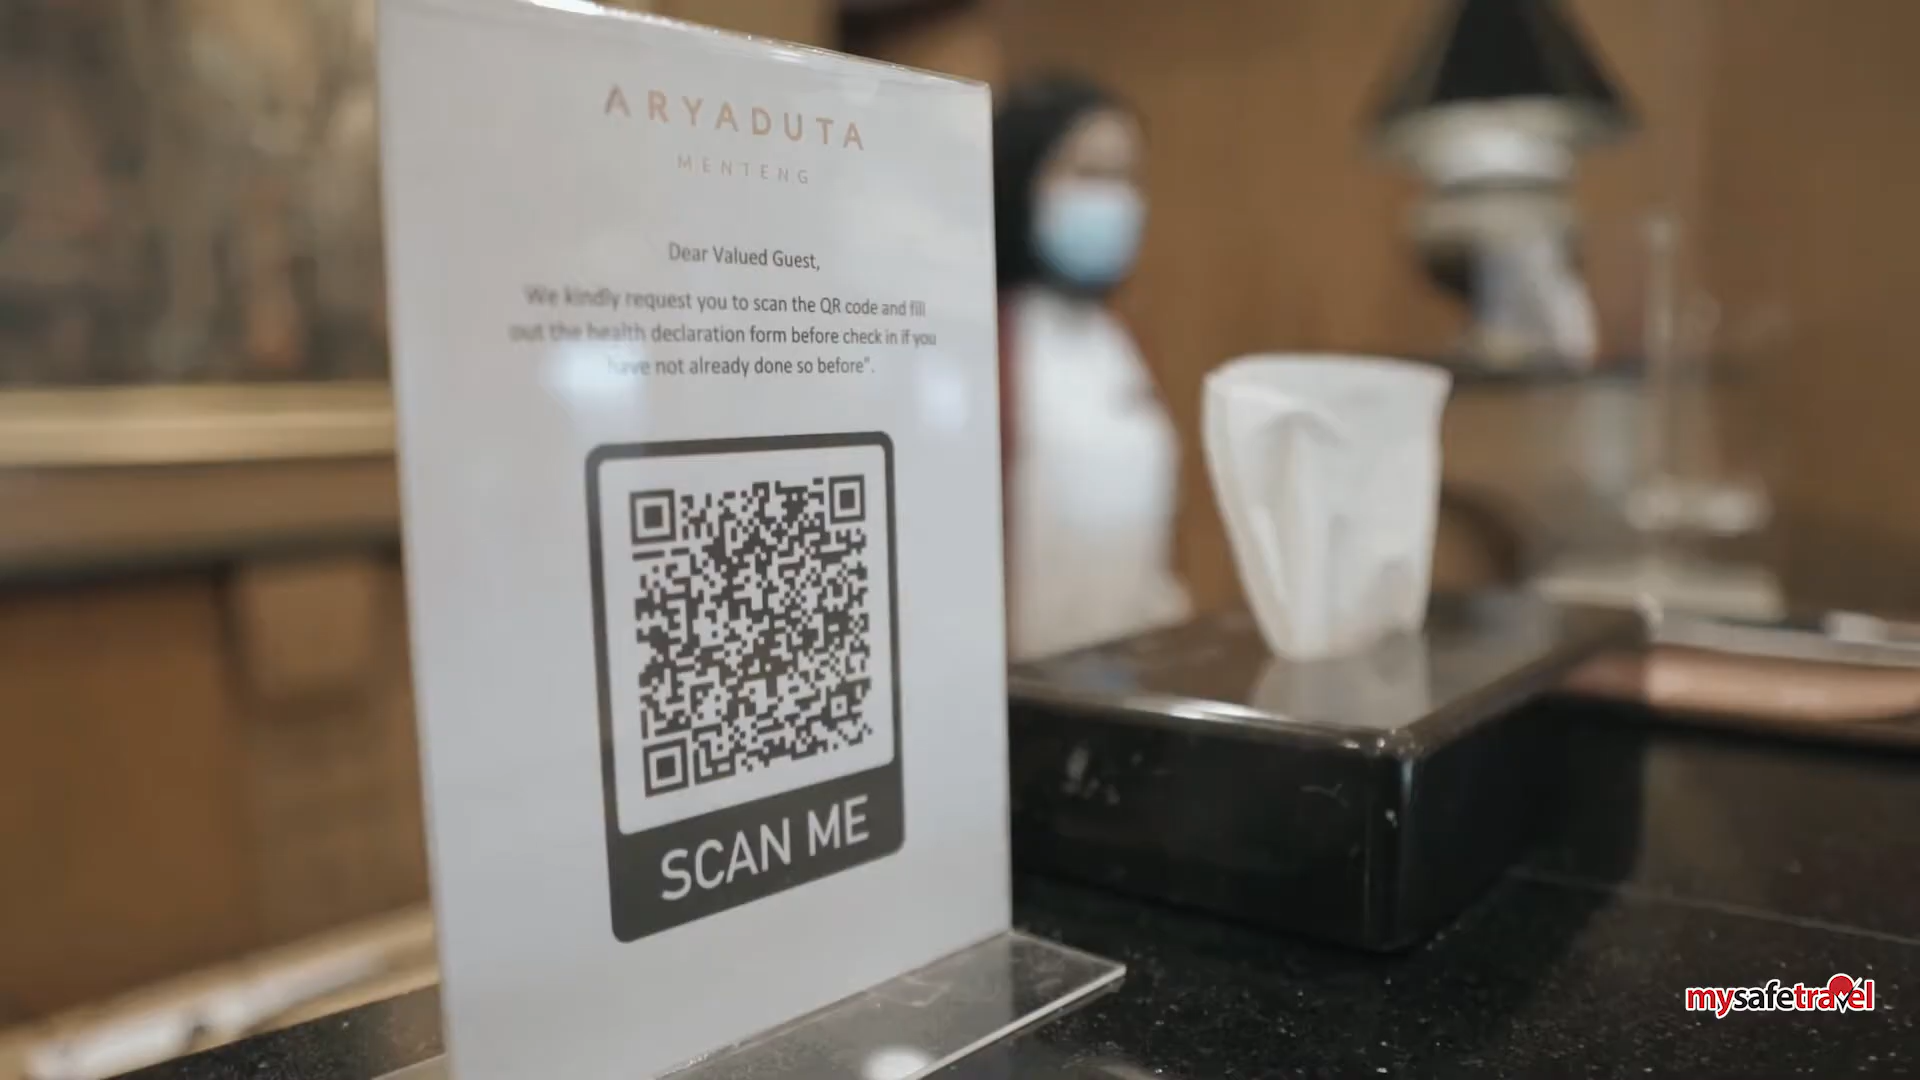 ARYADUTA
MENTENG
Dear Valued Guest,
We kindly request you to scan the QR code and fill
out the health declaration form before check in if you
have not already done so before".
SCAN ME
mysafetravel